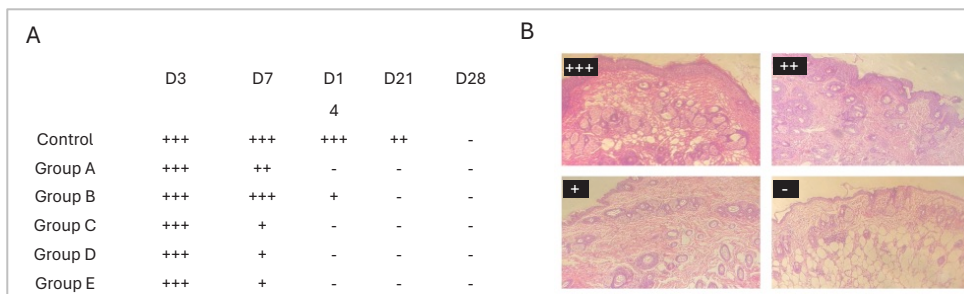 A
D3 D7 D1 D21 D28
4
Control +++ +++ +++ ++ -
Group A +++ ++ - - -
Group B +++ +++ + - -
Group C +++ + - - -
Group D +++ + - - -
Group E +++ + - - -
B
+++ ++
+ -